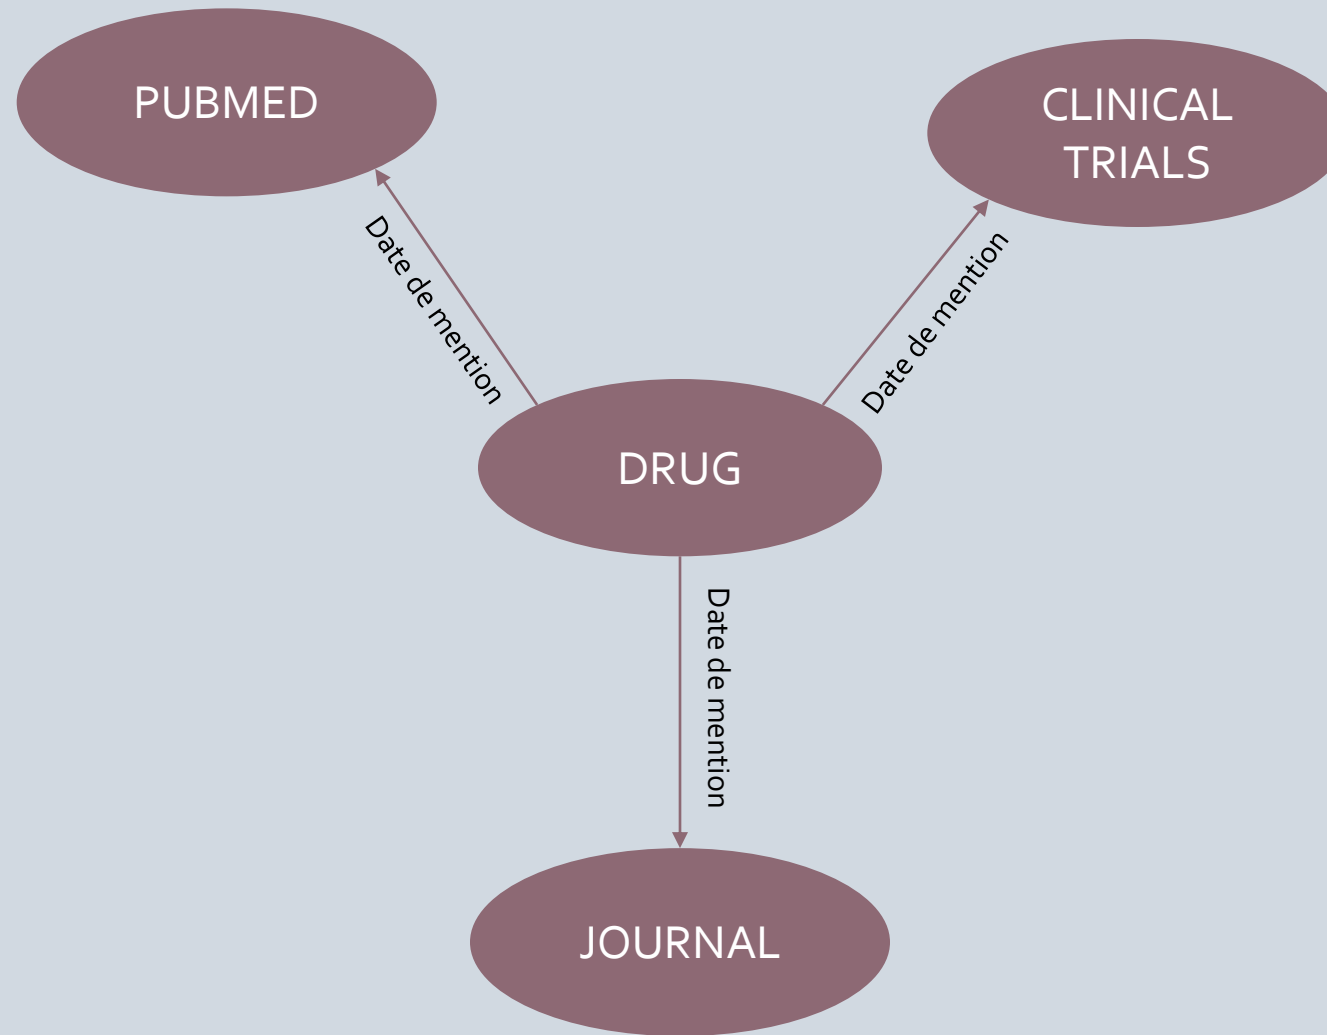 PUBMED
CLINICAL
TRIALS
Date de mention
Date de mention
DRUG
Date de mention
JOURNAL